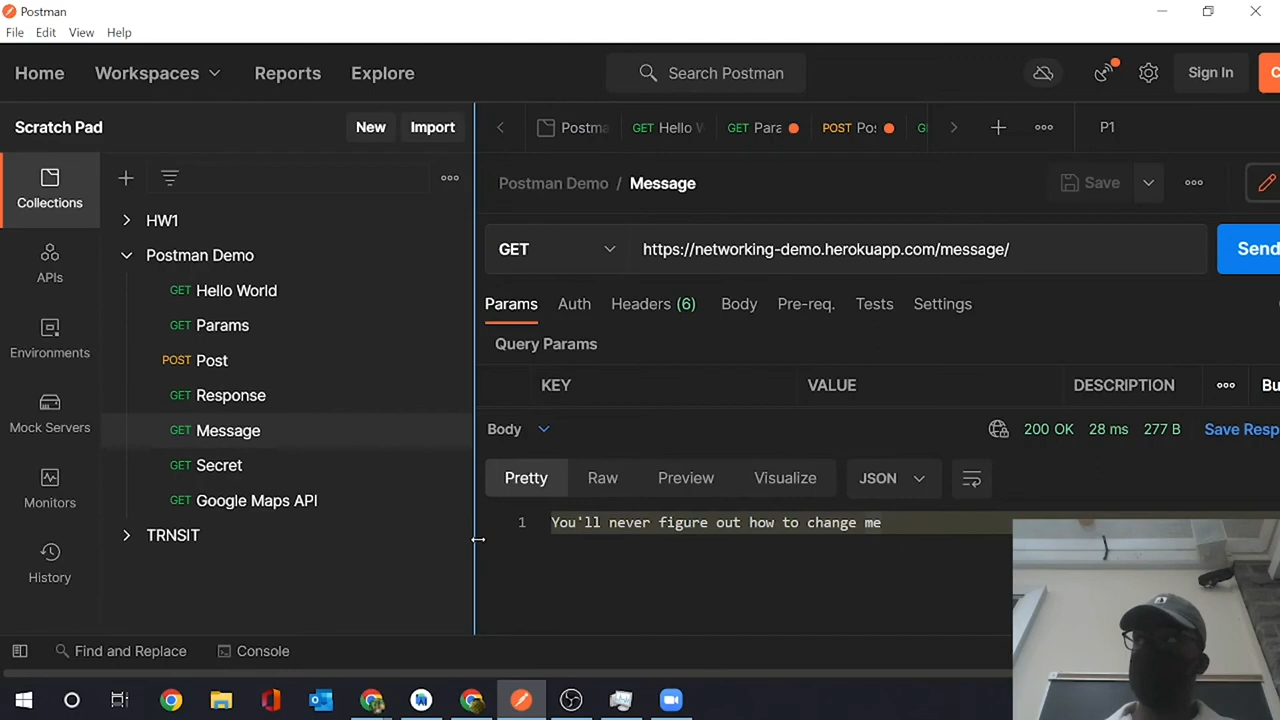 Postman
File Edit View Help
Home Workspaces Reports Explore Search Postman Sign In
Scratch Pad New Import
Postma GET Hello W GET Para POST Pos P1
Collections
APIs
Environments
Mock Servers
Monitors
History
HW1
Postman Demo
GET Hello World
GET Params
POST Post
GET Response
GET Message
GET Secret
GET Google Maps API
TRNSIT
Postman Demo / Message Save
GET https://networking-demo.herokuapp.com/message/ Send
Params Auth Headers (6) Body Pre-req. Tests Settings
Query Params
KEY VALUE DESCRIPTION Bu
Body 200 OK 28 ms 277 B Save Resp
Pretty Raw Preview Visualize JSON
1 You'll never figure out how to change me
Find and Replace Console